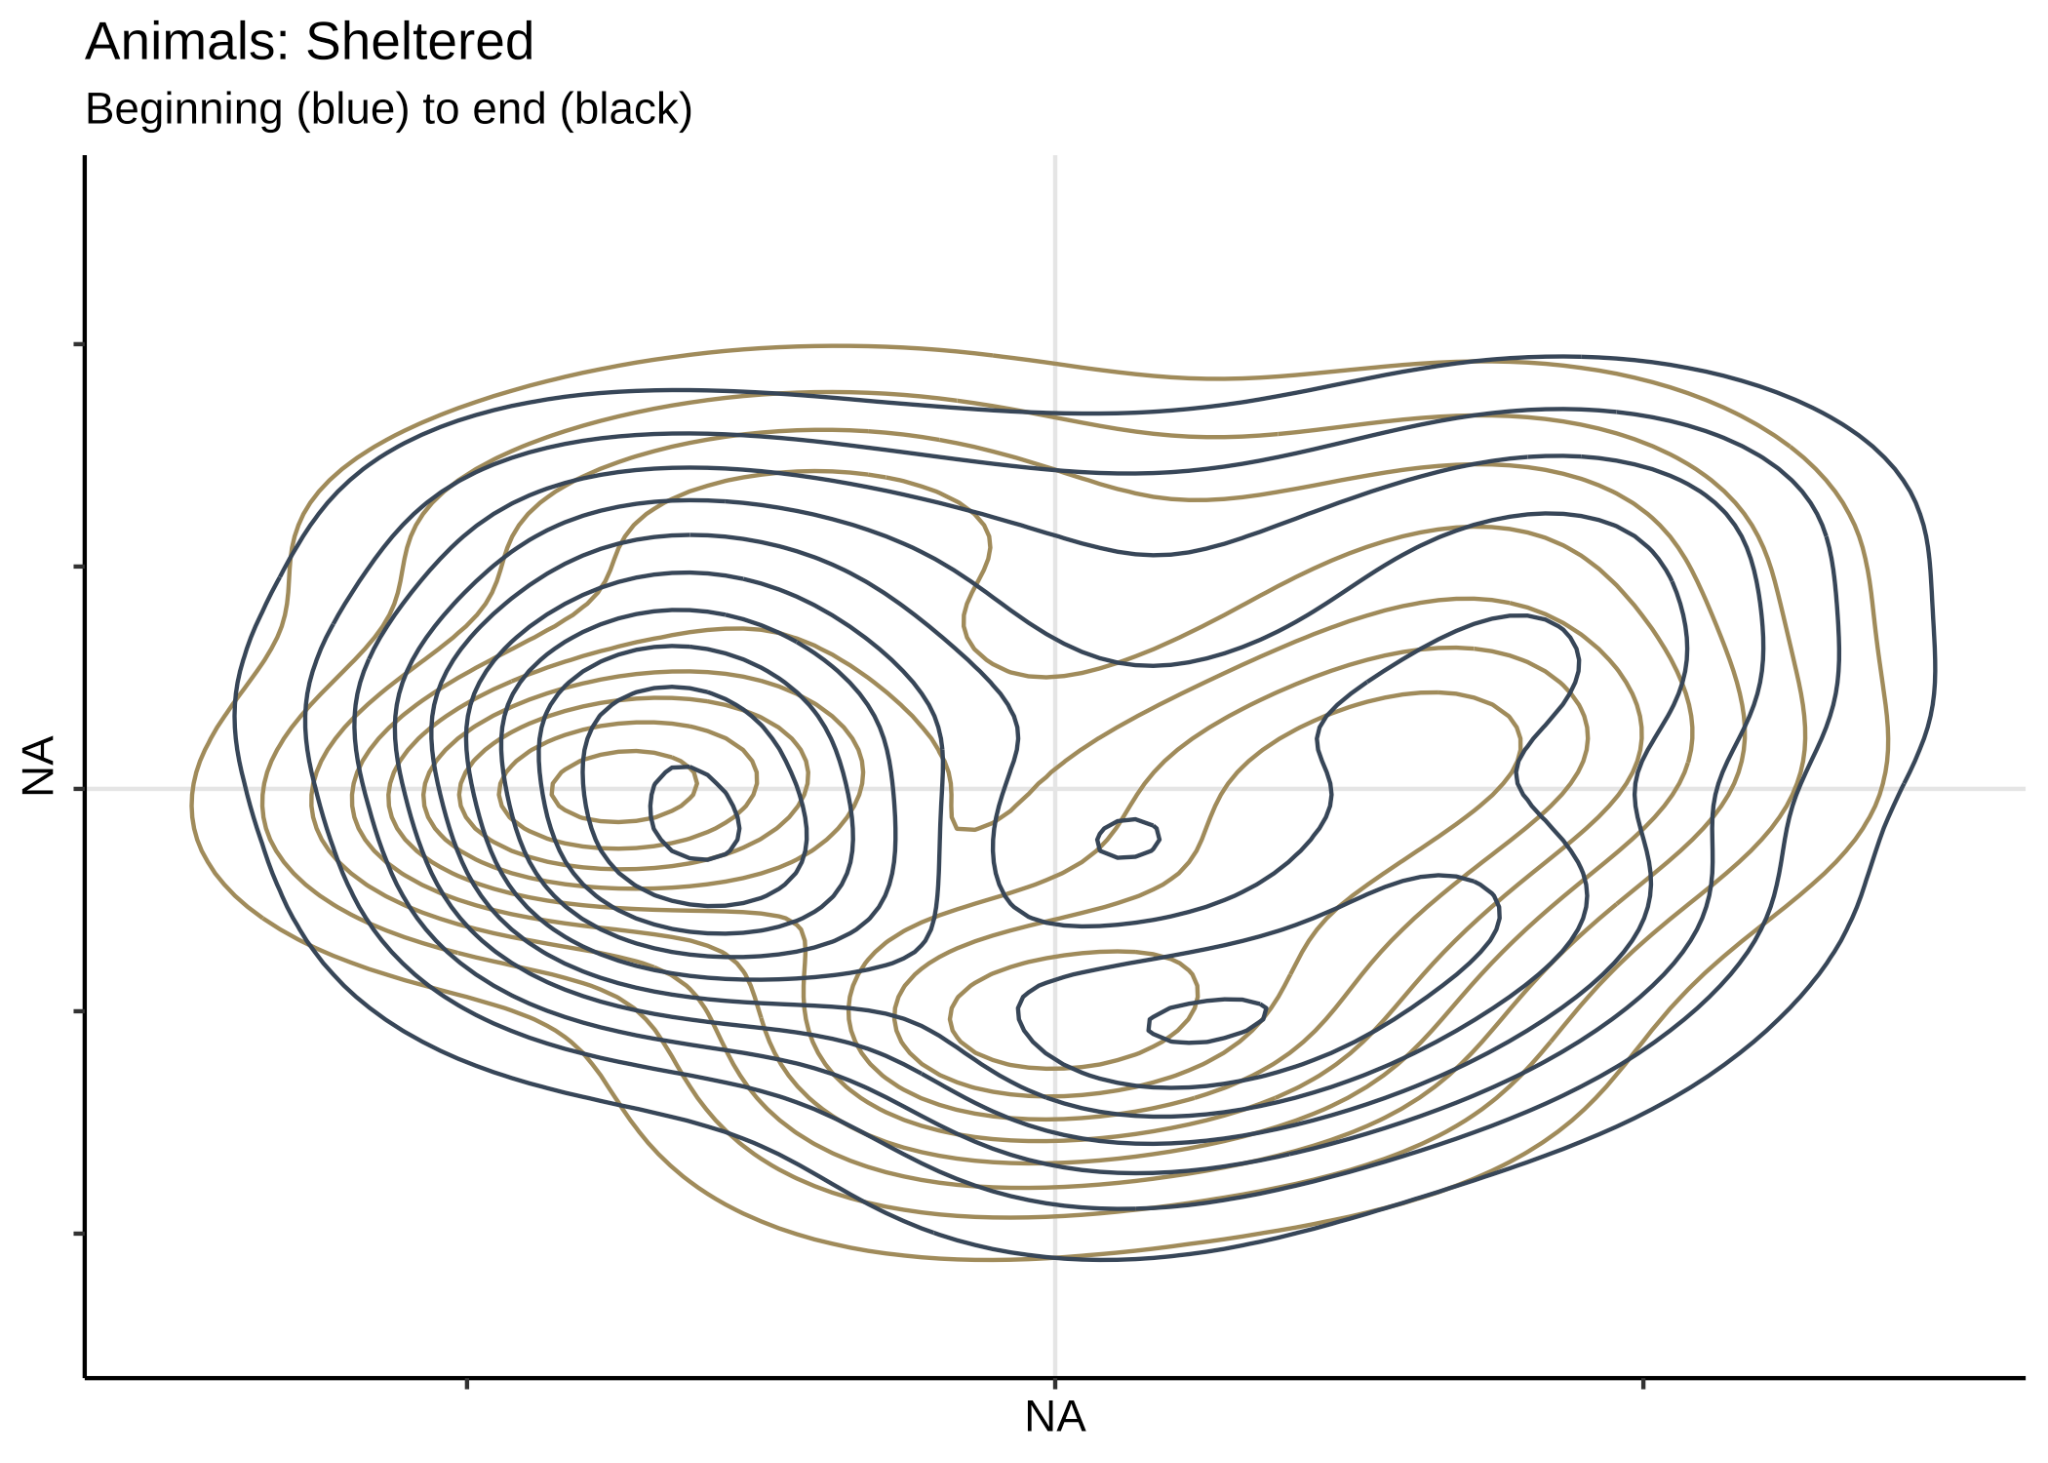 Animals: Sheltered
Beginning (blue) to end (black)
NA
NA